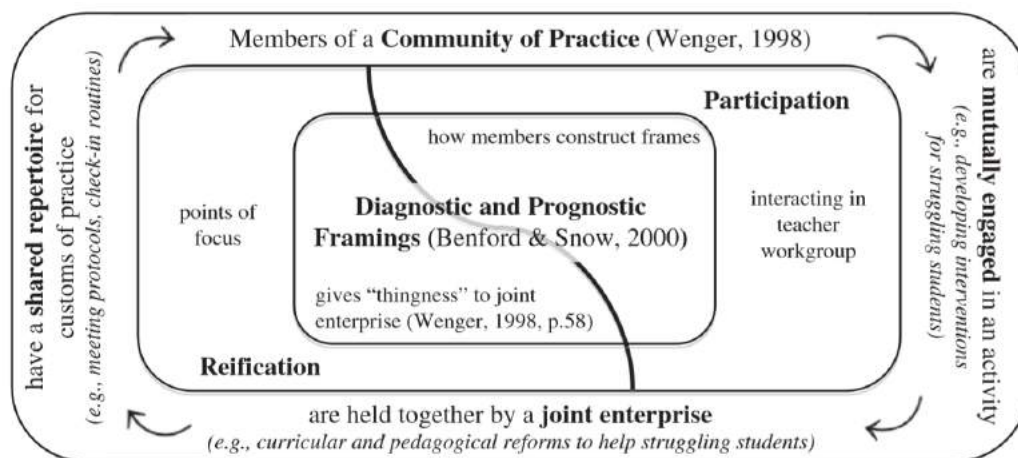 Members of a Community of Practice (Wenger, 1998)
are mutually engaged in an activity
(e.g., developing interventions
for struggling students)
are held together by a joint enterprise
(e.g., curricular and pedagogical reforms to help struggling students)
have a shared repertoire for
customs of practice
(e.g., meeting protocols, check-in routines)
Participation
how members construct frames
points of
focus
Diagnostic and Prognostic
Framings (Benford & Snow, 2000)
interacting in
teacher
workgroup
gives “thingness” to joint
enterprise (Wenger, 1998, p.58)
Reification